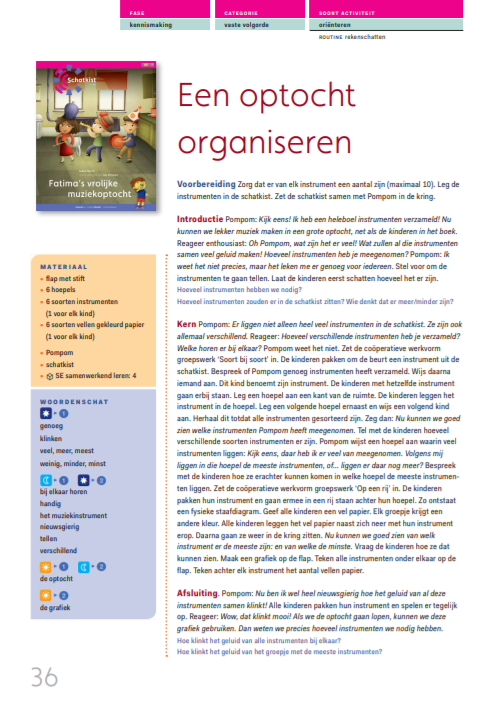 FASE
kennismaking
CATEGORIE
vaste volgorde
SOORT ACTIVITEIT
oriënteren
ROUTINE rekenschatten
Schatkist
Fatima's vrolijke
muziekoptocht
Een optocht
organiseren
Voorbereiding Zorg dat er van elk instrument een aantal zijn (maximaal 10). Leg de
instrumenten in de schatkist. Zet de schatkist samen met Pompom in de kring.
Introductie Pompom: Kijk eens! Ik heb een heleboel instrumenten verzameld! Nu
kunnen we lekker muziek maken in een grote optocht, net als de kinderen in het boek.
Reageer enthousiast: Oh Pompom, wat zijn het er veel! Wat zullen al die instrumenten
samen veel geluid maken! Hoeveel instrumenten heb je meegenomen? Pompom: Ik
weet het niet precies, maar het leken me er genoeg voor iedereen. Stel voor om de
instrumenten te gaan tellen. Laat de kinderen eerst schatten hoeveel het er zijn.
Hoeveel instrumenten hebben we nodig?
Hoeveel instrumenten zouden er in de schatkist zitten? Wie denkt dat er meer/minder zijn?
Kern Pompom: Er liggen niet alleen heel veel instrumenten in de schatkist. Ze zijn ook
allemaal verschillend. Reageer: Hoeveel verschillende instrumenten heb je verzameld?
Welke horen er bij elkaar? Pompom weet het niet. Zet de coöperatieve werkvorm
groepswerk 'Soort bij soort' in. De kinderen pakken om de beurt een instrument uit de
schatkist. Bespreek of Pompom genoeg instrumenten heeft verzameld. Wijs daarna
iemand aan. Dit kind benoemt zijn instrument. De kinderen met hetzelfde instrument
gaan erbij staan. Leg een hoepel aan een kant van de ruimte. De kinderen leggen het
instrument in de hoepel. Leg een volgende hoepel ernaast en wijs een volgend kind
aan. Herhaal dit totdat alle instrumenten gesorteerd zijn. Zeg dan: Nu kunnen we goed
zien welke instrumenten Pompom heeft meegenomen. Tel met de kinderen hoeveel
verschillende soorten instrumenten er zijn. Pompom wijst een hoepel aan waarin veel
instrumenten liggen: Kijk eens, daar heb ik er veel van meegenomen. Volgens mij
liggen in die hoepel de meeste instrumenten, of... liggen er daar nog meer? Bespreek
met de kinderen hoe ze erachter kunnen komen in welke hoepel de meeste instrumen-
ten liggen. Zet de coöperatieve werkvorm groepswerk 'Op een rij' in. De kinderen
pakken hun instrument en gaan ermee in een rij staan achter hun hoepel. Zo ontstaat
een fysieke staafdiagram. Geef alle kinderen een vel papier. Elk groepje krijgt een
andere kleur. Alle kinderen leggen het vel papier naast zich neer met hun instrument
erop. Daarna gaan ze weer in de kring zitten. Nu kunnen we goed zien van welk
instrument er de meeste zijn: en van welke de minste. Vraag de kinderen hoe ze dat
kunnen zien. Maak een grafiek op de flap. Teken alle instrumenten onder elkaar op de
flap. Teken achter elk instrument het aantal vellen papier.
Afsluiting. Pompom: Nu ben ik wel heel nieuwsgierig hoe het geluid van al deze
instrumenten samen klinkt! Alle kinderen pakken hun instrument en spelen er tegelijk
op. Reageer: Wow, dat klinkt mooi! Als we de optocht gaan lopen, kunnen we deze
grafiek gebruiken. Dan weten we precies hoeveel instrumenten we nodig hebben.
Hoe klinkt het geluid van alle instrumenten bij elkaar?
Hoe klinkt het geluid van het groepje met de meeste instrumenten?
MATERIAAL
flap met stift
6 hoepels
6 soorten instrumenten
(1 voor elk kind)
6 soorten vellen gekleurd papier
(1 voor elk kind)
Pompom
schatkist
SE samenwerkend leren: 4
WOORDENSCHAT
1
genoeg
klinken
veel, meer, meest
weinig, minder, minst
1 2
bij elkaar horen
handig
het muziekinstrument
nieuwsgierig
tellen
verschillend
1 2
de optocht
2
de grafiek
36